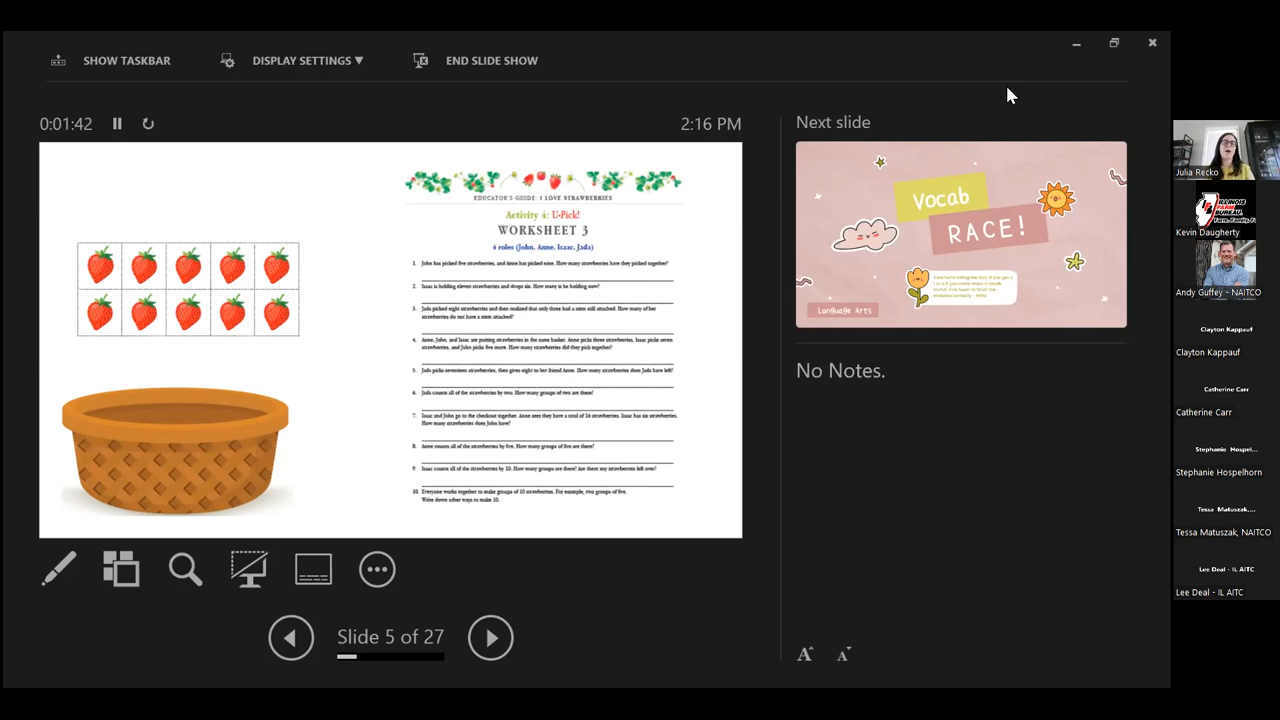 SHOW TASKBAR
DISPLAY SETTINGS ▼
END SLIDE SHOW
0:01:42
2:16 PM
EDUCATOR'S GUIDE: I LOVE STRAWBERRIES
Activity 4: U-Pick!
WORKSHEET 3
4 roles (John, Anne, Isaac, Jada)
1. John has picked five strawberries, and Anne has picked nine. How many strawberries have they picked together?
2. Isaac is holding eleven strawberries and drops six. How many is he holding now?
3. Jada picked eight strawberries and then realized that only three had a stem still attached. How many of her
strawberries do not have a stem attached?
4. Anne, John, and Isaac are putting strawberries in the same basket. Anne picks three strawberries, Isaac picks seven
strawberries, and John picks five more. How many strawberries did they pick together?
5. Jada picks seventeen strawberries, then gives eight to her friend Anne. How many strawberries does Jada have left?
6. Jada counts all of the strawberries by two. How many groups of two are there?
7. Isaac and John go to the checkout together. Anne sees they have a total of 16 strawberries. Isaac has six strawberries.
How many strawberries does John have?
8. Anne counts all of the strawberries by five. How many groups of five are there?
9. Isaac counts all of the strawberries by 10. How many groups are there? Are there any strawberries left over?
10. Everyone works together to make groups of 10 strawberries. For example, two groups of five.
Write down other ways to make 10.
Slide 5 of 27
Next slide
Vocab
RACE!
Language Arts
No Notes.
A
A
Julia Recko
ILLINOIS
FARM
BUREAU
Kevin Daugherty
Andy Guffey - NAITCO
Clayton Kappauf
Clayton Kappauf
Catherine Carr
Catherine Carr
Stephanie Hospel...
Stephanie Hospelhorn
Tessa Matuszak,...
Tessa Matuszak, NAITCO
Lee Deal - IL AITC
Lee Deal - IL AITC